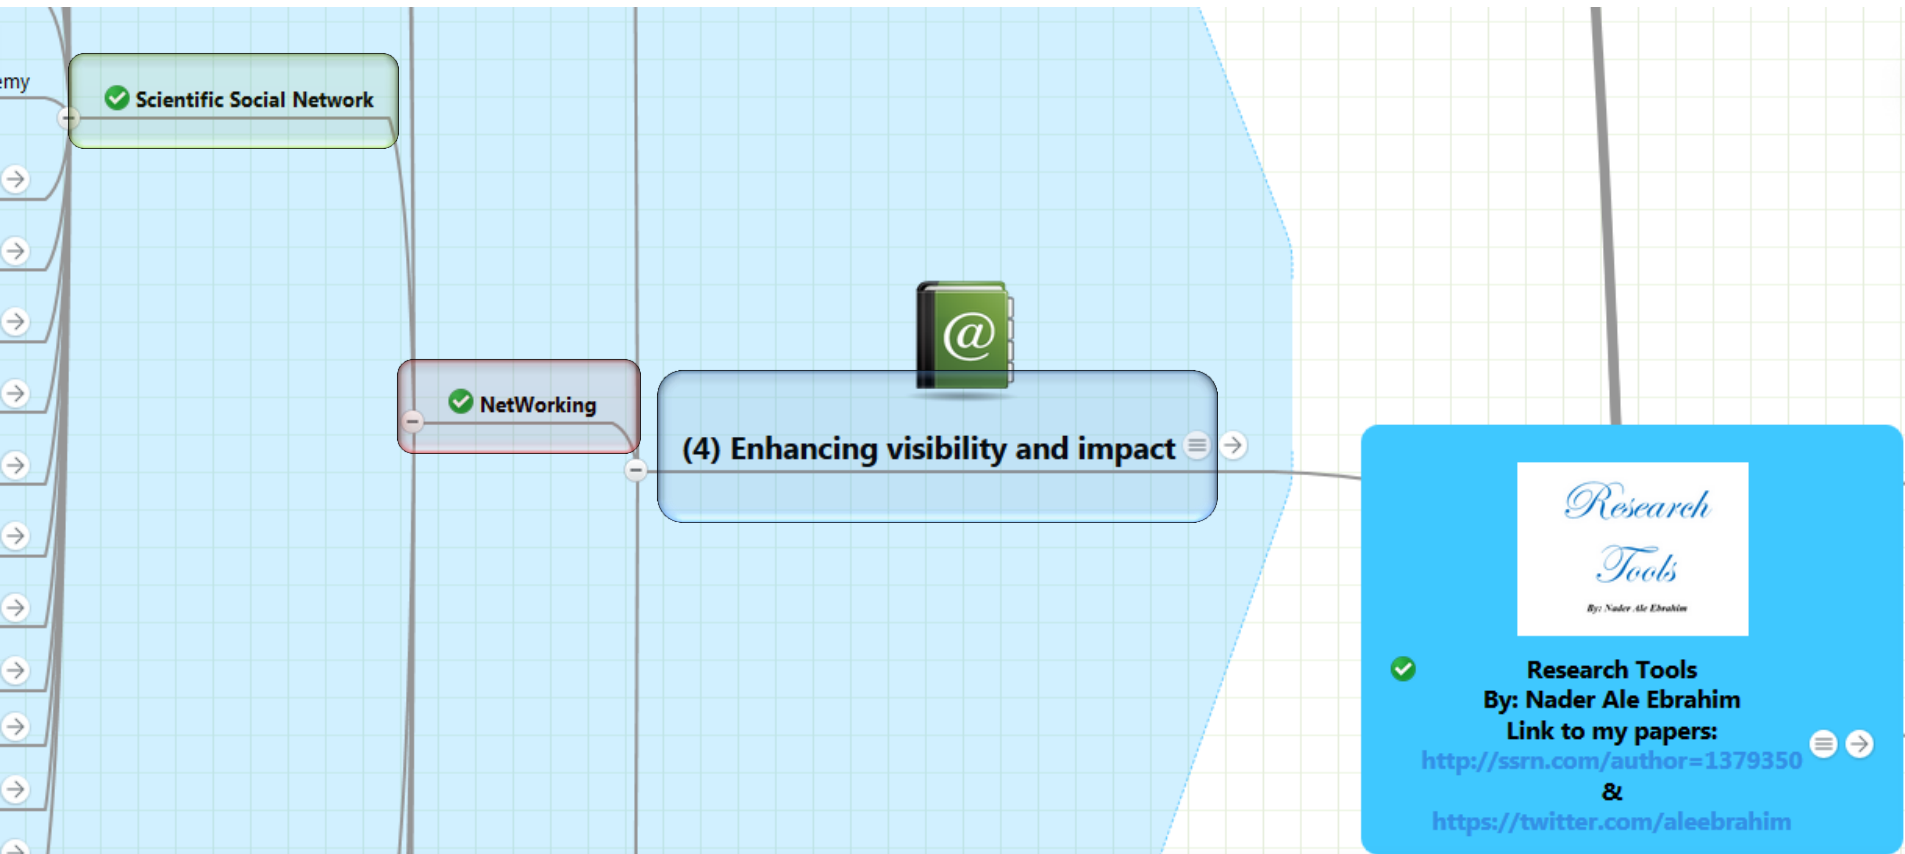 emy
Scientific Social Network
@
NetWorking
(4) Enhancing visibility and impact
Research
Tools
By: Nader Ale Ebrahim
Research Tools
By: Nader Ale Ebrahim
Link to my papers:
http://ssrn.com/author=1379350
&
https://twitter.com/aleebrahim